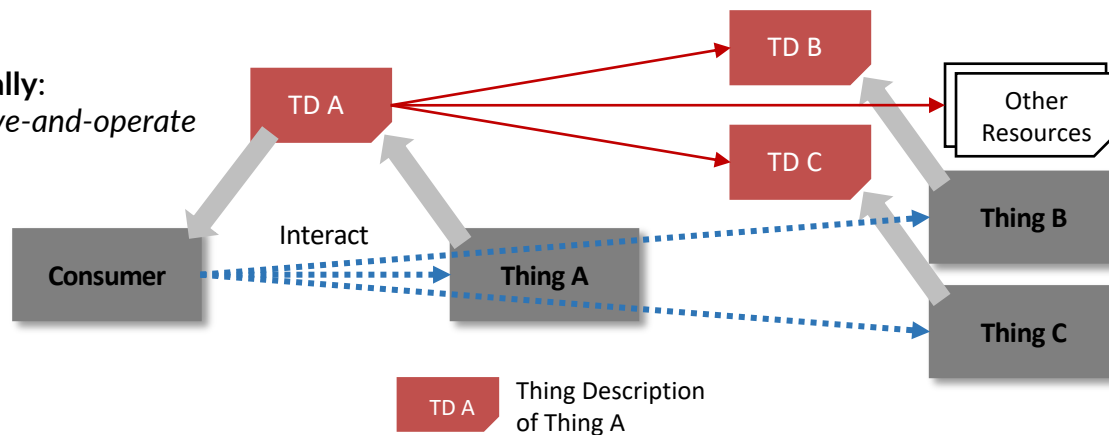 ally:
ve-and-operate
TD A
TD B
TD C
Other
Resources
Interact
Consumer
Thing A
Thing B
Thing C
TD A
Thing Description
of Thing A